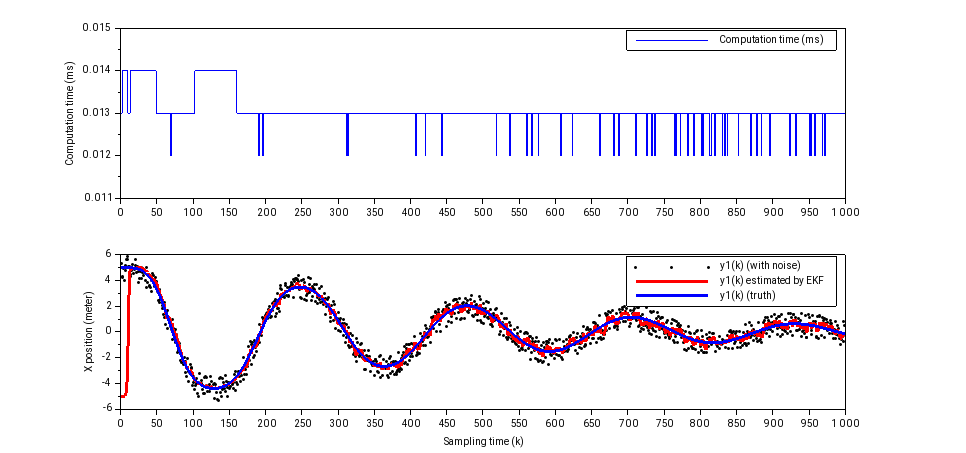 0.015
0.014
0.013
0.012
0.011
Computation time (ms)
Computation time (ms)
0 50 100 150 200 250 300 350 400 450 500 550 600 650 700 750 800 850 900 950 1 000
6
4
2
0
-2
-4
-6
X position (meter)
y1(k) (with noise)
y1(k) estimated by EKF
y1(k) (truth)
0 50 100 150 200 250 300 350 400 450 500 550 600 650 700 750 800 850 900 950 1 000
Sampling time (k)